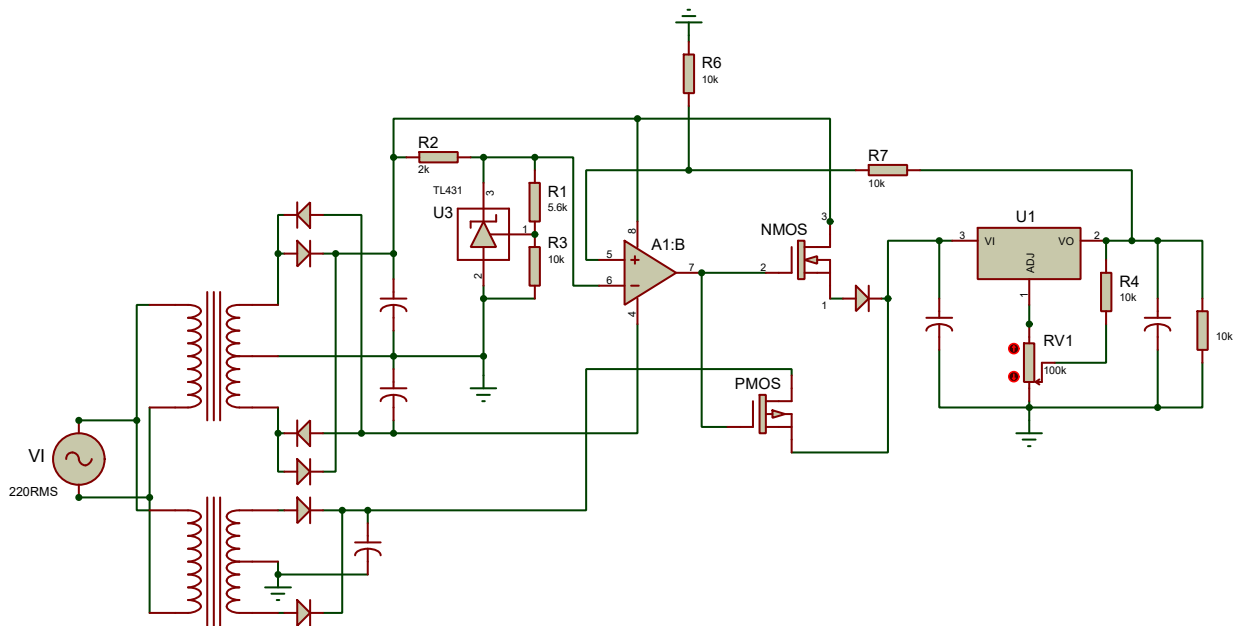 R6
10k
R2
2k
R7
10k
TL431
U3
3
1
2
R1
5.6k
R3
10k
A1:B
8
5
6
7
4
NMOS
3
2
1
U1
3
VI
VO
2
ADJ
1
R4
10k
RV1
100k
10k
PMOS
VI
220RMS